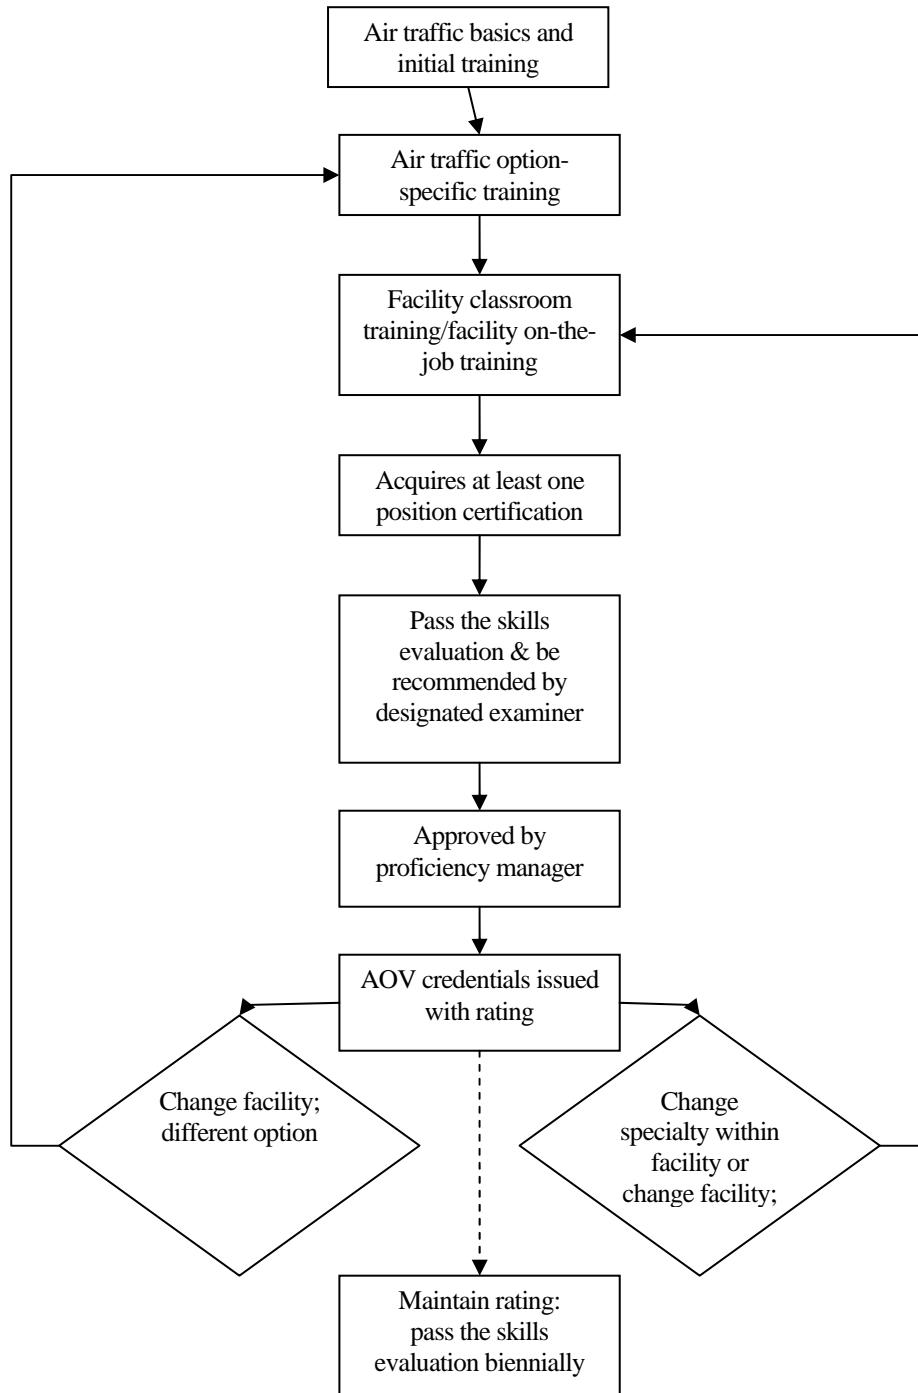 Air traffic basics and
initial training
Air traffic option-
specific training
Facility classroom
training/facility on-the-
job training
Acquires at least one
position certification
Pass the skills
evaluation & be
recommended by
designated examiner
Approved by
proficiency manager
AOV credentials issued
with rating
Change facility;
different option
Change
specialty within
facility or
change facility;
Maintain rating:
pass the skills
evaluation biennially